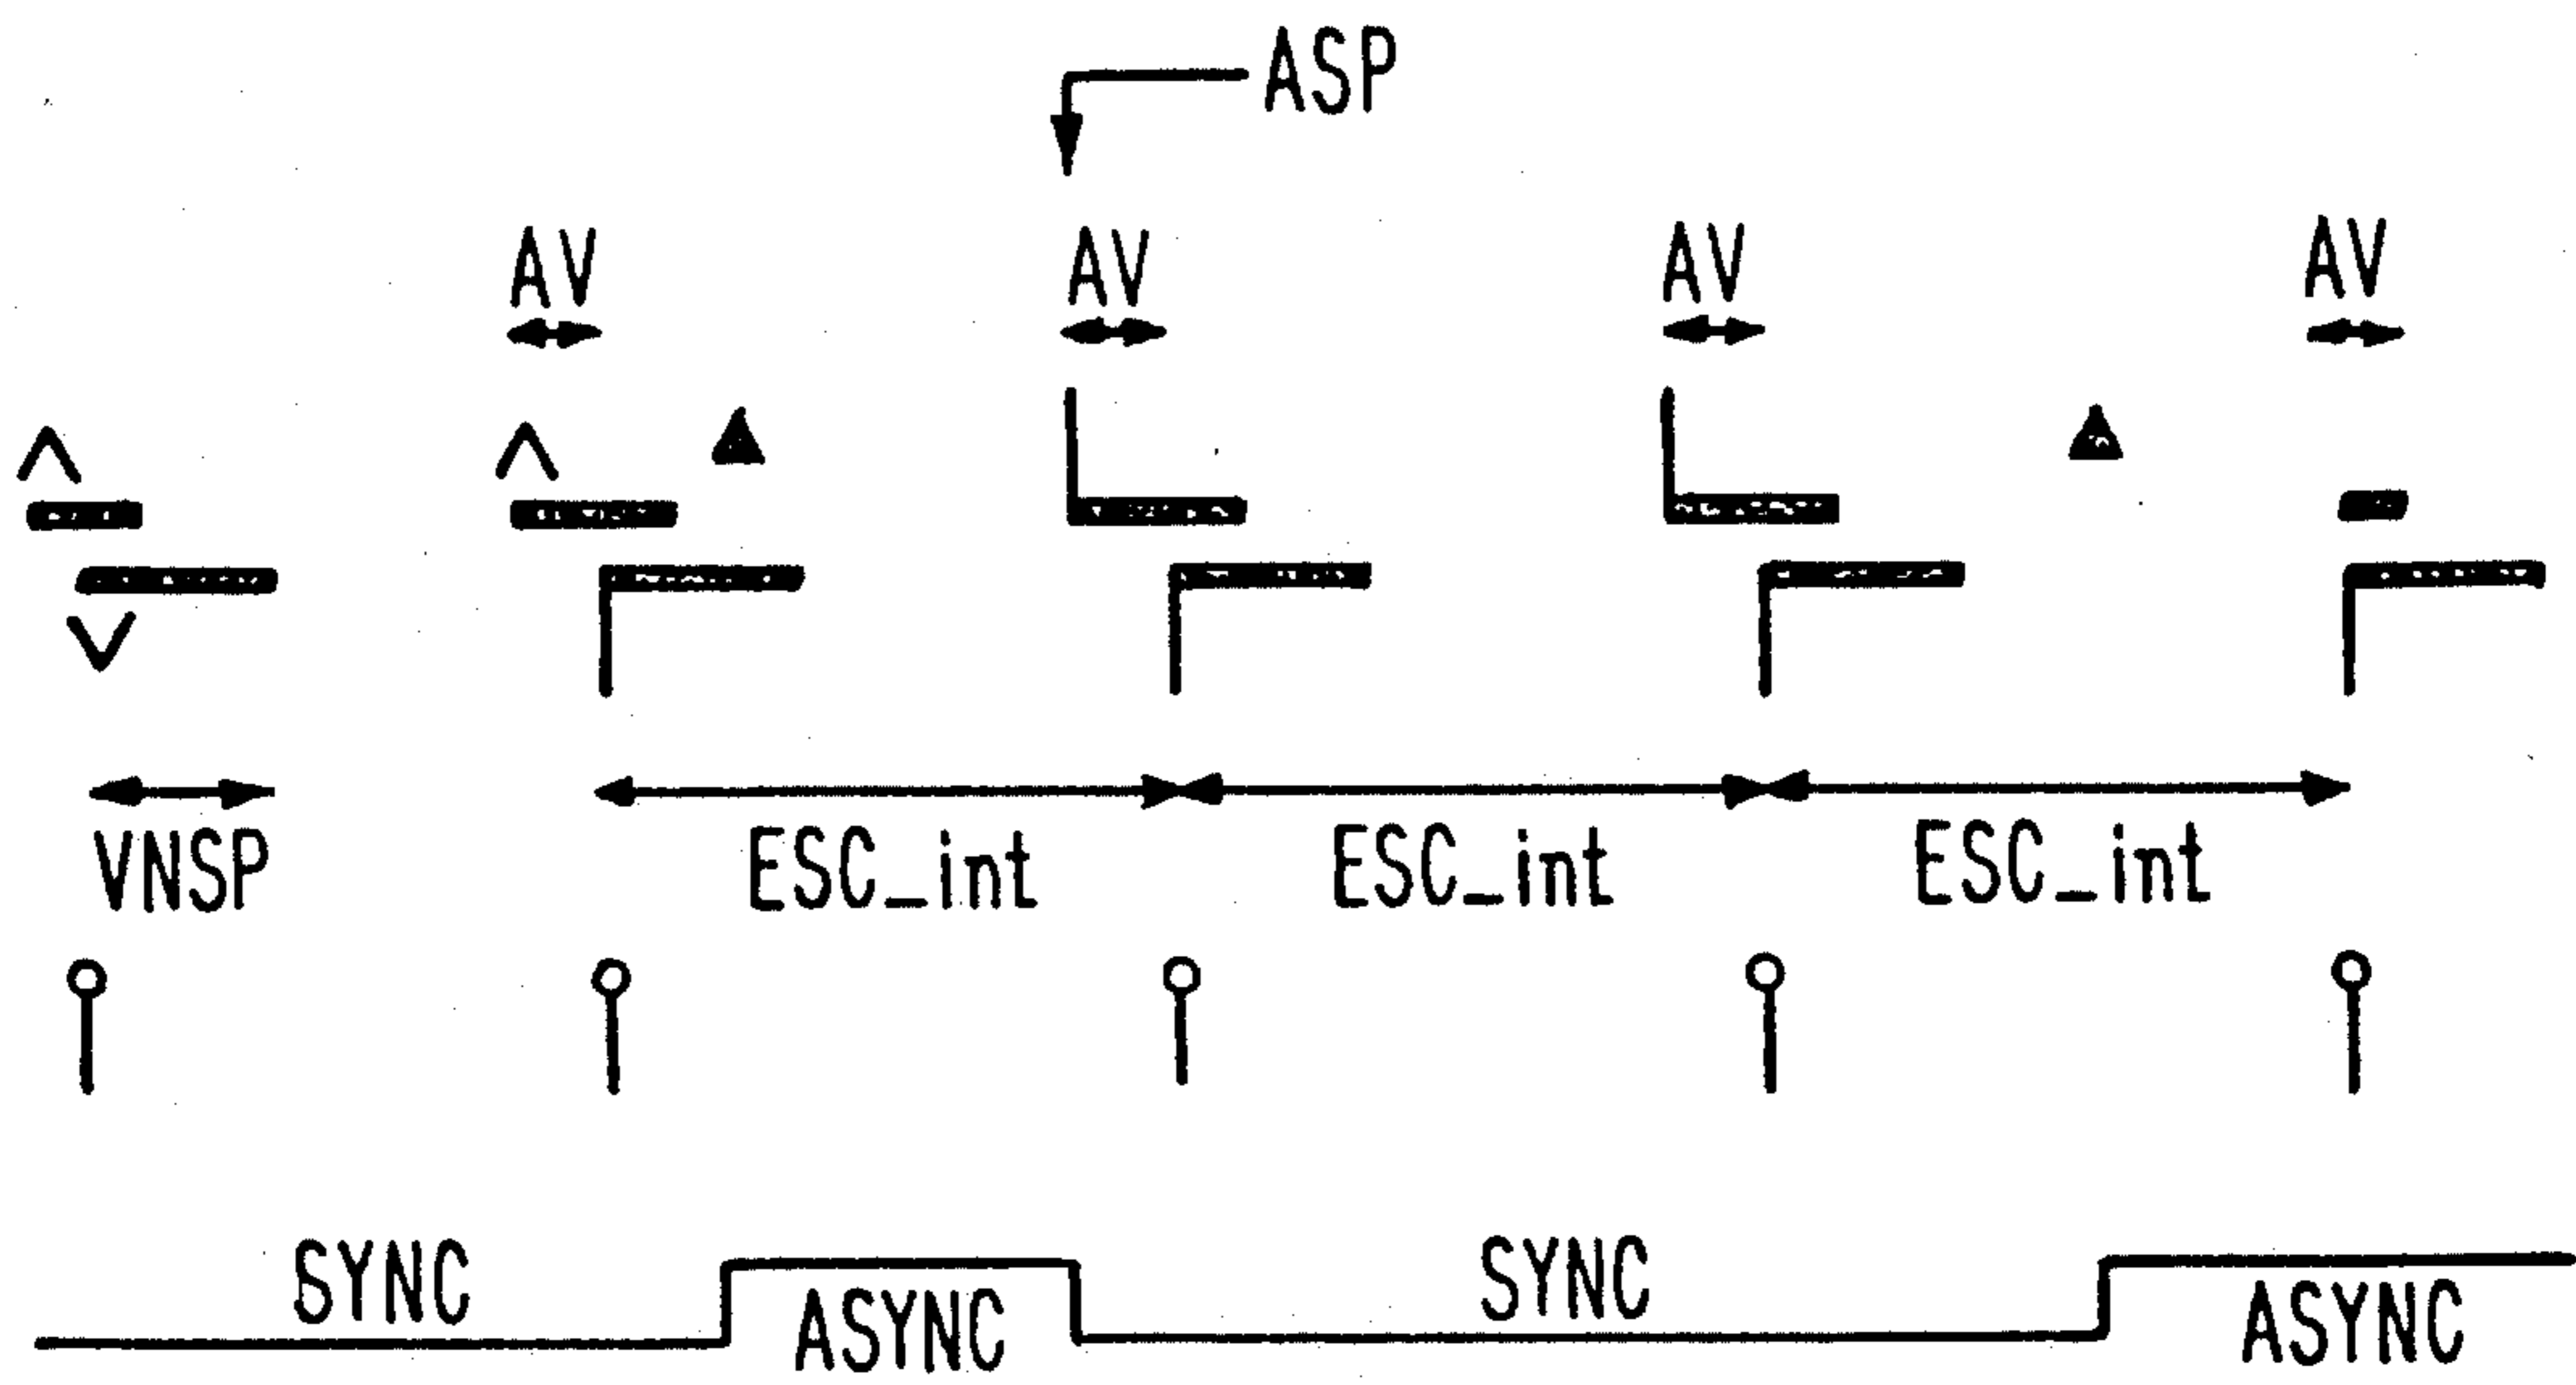 ASP
AV AV AV AV
VNSP ESC_int ESC_int ESC_int
SYNC ASYNC SYNC ASYNC